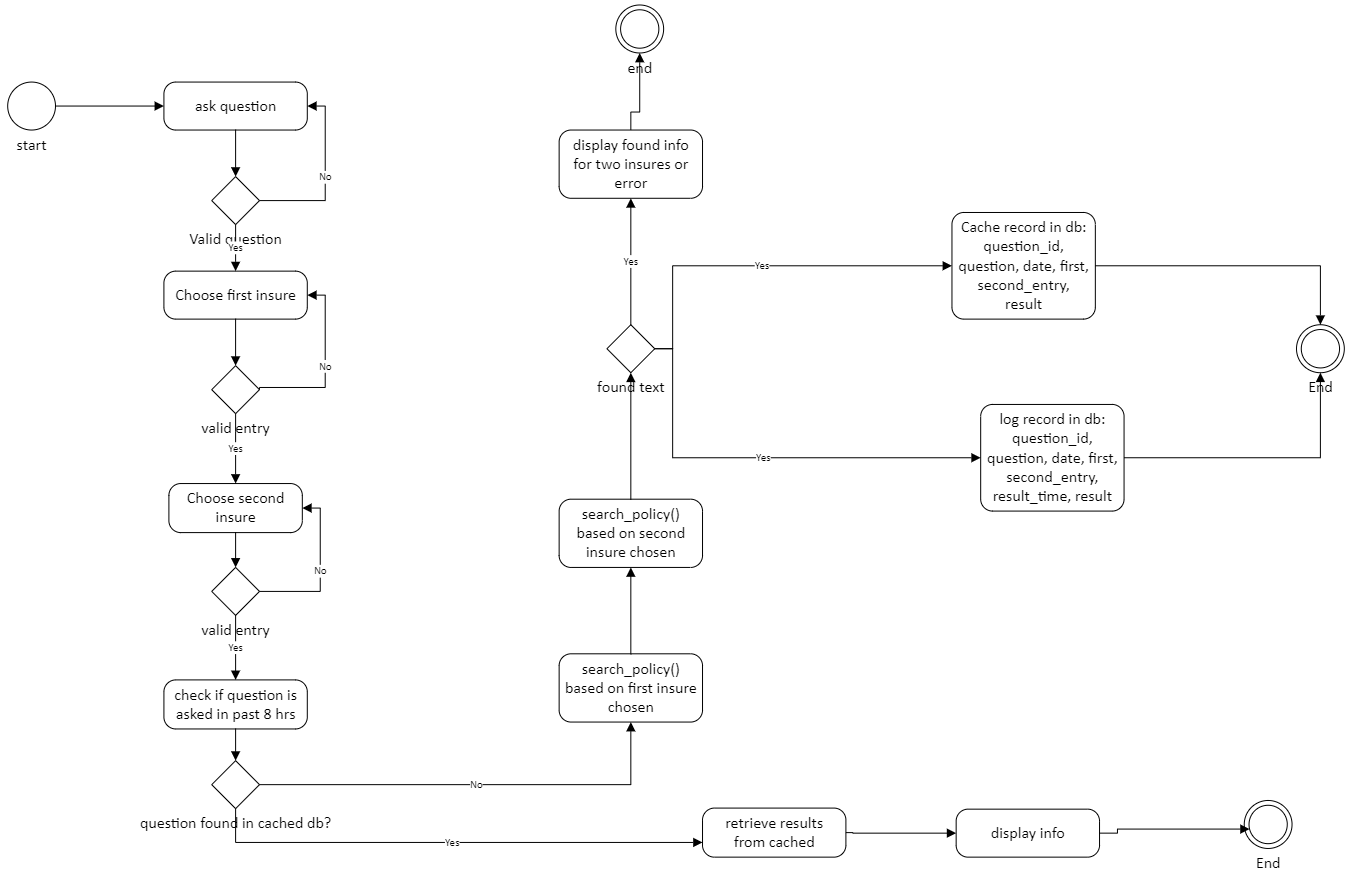 start
ask question
No
Valid question
Yes
Choose first insure
No
valid entry
Yes
Choose second
insure
No
valid entry
Yes
check if question is
asked in past 8 hrs
question found in cached db?
No
Yes
search_policy()
based on first insure
chosen
search_policy()
based on second
insure chosen
found text
Yes
display found info
for two insures or
error
end
Yes
Cache record in db:
question_id,
question, date, first,
second_entry,
result
Yes
log record in db:
question_id,
question, date, first,
second_entry,
result_time, result
End
retrieve results
from cached
display info
End